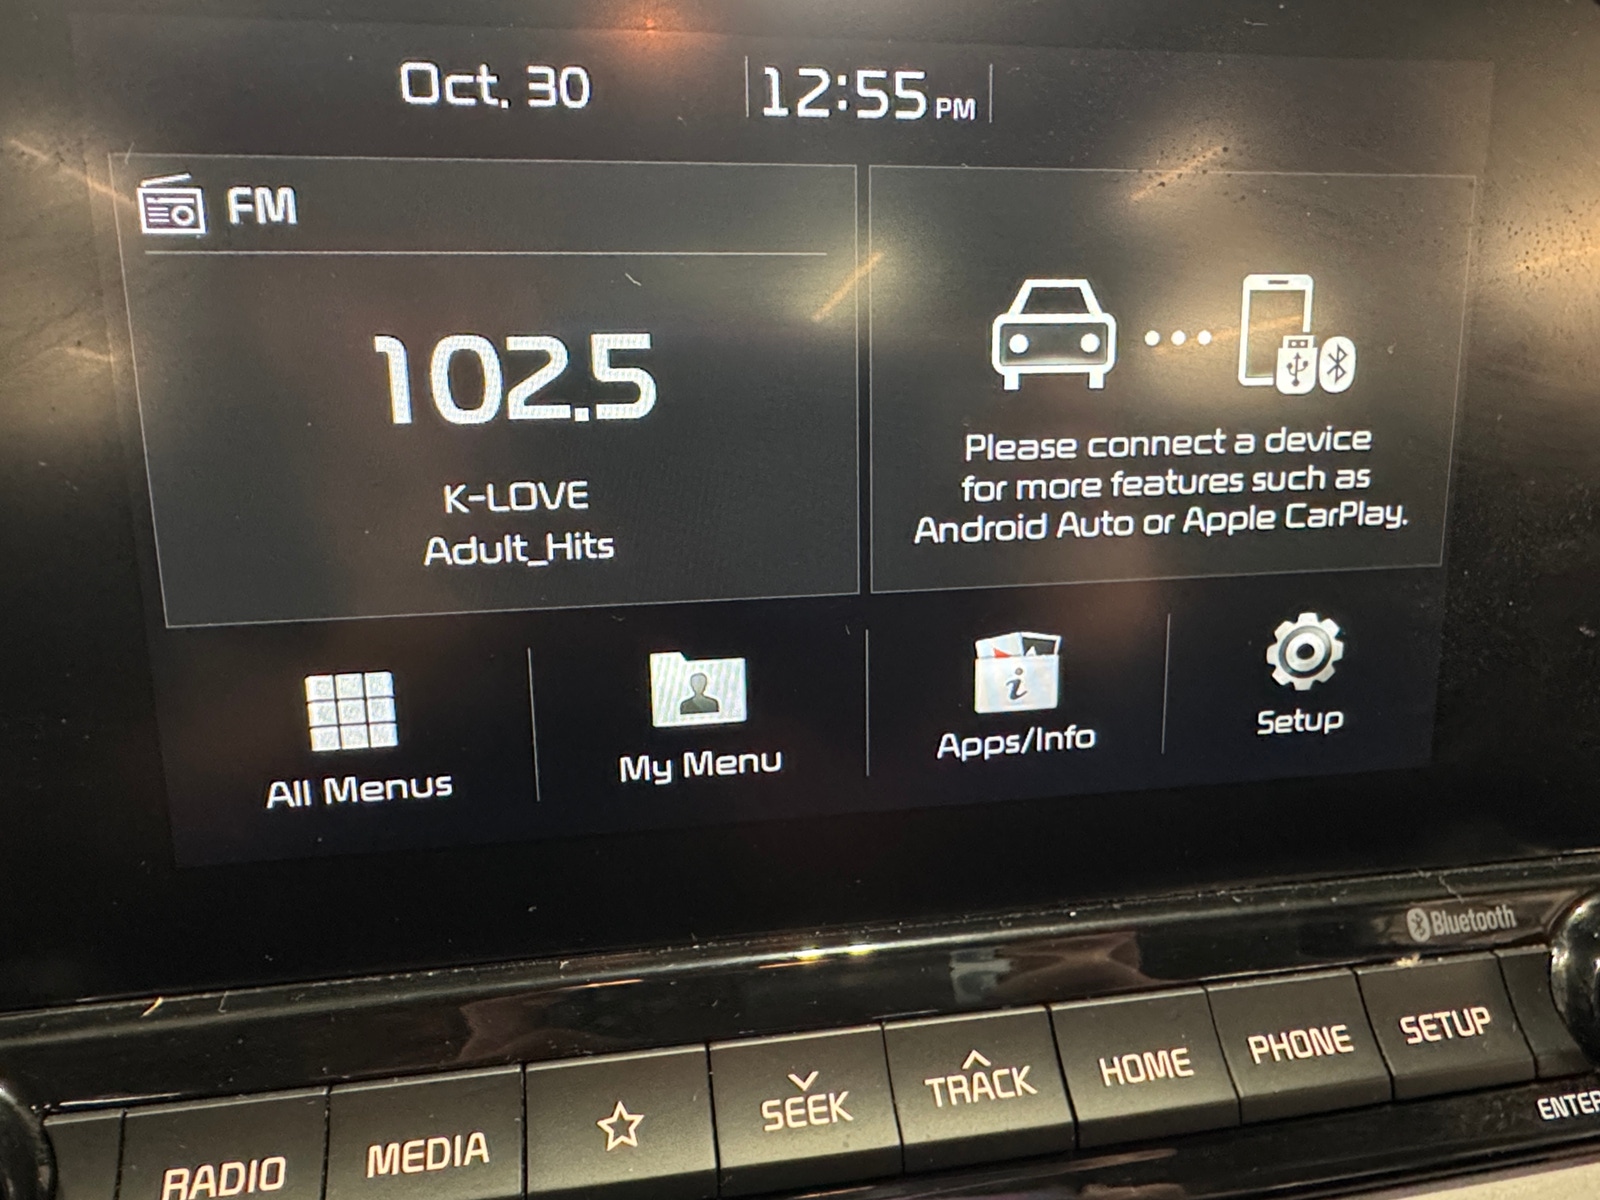 Oct. 30
12:55 PM
FM
102.5
K-LOVE
Adult_Hits
Please connect a device
for more features such as
Android Auto or Apple CarPlay.
All Menus
My Menu
i
Apps/Info
Setup
Bluetooth
RADIO
MEDIA
SEEK
TRACK
HOME
PHONE
SETUP
ENTER